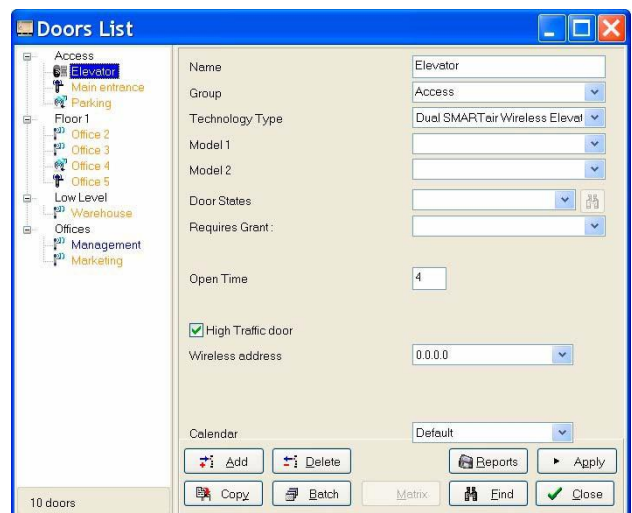 Doors List
Access
Elevator
Main entrance
Parking
Floor 1
Office 2
Office 3
Office 4
Office 5
Low Level
Warehouse
Offices
Management
Marketing
10 doors
Name Elevator
Group Access
Technology Type Dual SMARTair Wireless Elevat
Model 1
Model 2
Door States
Requires Grant :
Open Time 4
High Traffic door
Wireless address 0.0.0.0
Calendar Default
Add Delete Reports Apply
Copy Batch Matrix Find Close